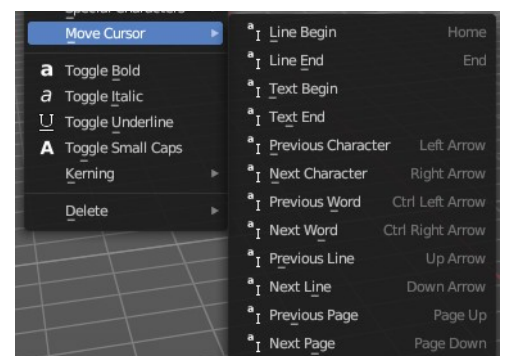 Special Characters
Move Cursor
a Toggle Bold
a Toggle Italic
U Toggle Underline
A Toggle Small Caps
Kerning
Delete
Line Begin Home
Line End End
Text Begin
Text End
Previous Character Left Arrow
Next Character Right Arrow
Previous Word Ctrl Left Arrow
Next Word Ctrl Right Arrow
Previous Line Up Arrow
Next Line Down Arrow
Previous Page Page Up
Next Page Page Down